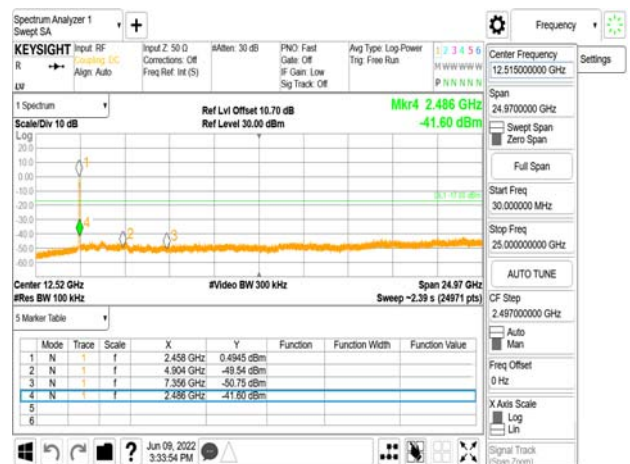 Spectrum Analyzer 1
Swept SA
+
Frequency
KEYSIGHT Input: RF
R Coupling: DC
Align: Auto
LW
Input Z: 50 Ω
Corrections: Off
Freq Ref: Int (S)
#Atten: 30 dB
PNO: Fast
Gate: Off
IF Gain: Low
Sig Track: Off
Avg Type: Log-Power
Trig: Free Run
1 2 3 4 5 6
M W W W W W
P N N N N N
1 Spectrum
Scale/Div 10 dB
Ref Lvl Offset 10.70 dB
Ref Level 30.00 dBm
Mkr4 2.486 GHz
-41.60 dBm
Log
20.0
10.0
0.00
-10.0
-20.0
-30.0
-40.0
-50.0
-60.0
1
4
2
3
Center 12.52 GHz
#Res BW 100 kHz
#Video BW 300 kHz
Span 24.97 GHz
Sweep ~2.39 s (24971 pts)
5 Marker Table
Mode Trace Scale X Y Function Function Width Function Value
1 N 1 f 2.458 GHz 0.4945 dBm
2 N 1 f 4.904 GHz -49.54 dBm
3 N 1 f 7.356 GHz -50.75 dBm
4 N 1 f 2.486 GHz -41.60 dBm
5
6
?
Jun 09, 2022
3:33:54 PM
Center Frequency
12.515000000 GHz
Settings
Span
24.9700000 GHz
Swept Span
Zero Span
Full Span
Start Freq
30.000000 MHz
Stop Freq
25.000000000 GHz
AUTO TUNE
CF Step
2.497000000 GHz
Auto
Man
Freq Offset
0 Hz
X Axis Scale
Log
Lin
Signal Track
(Span Zoom)